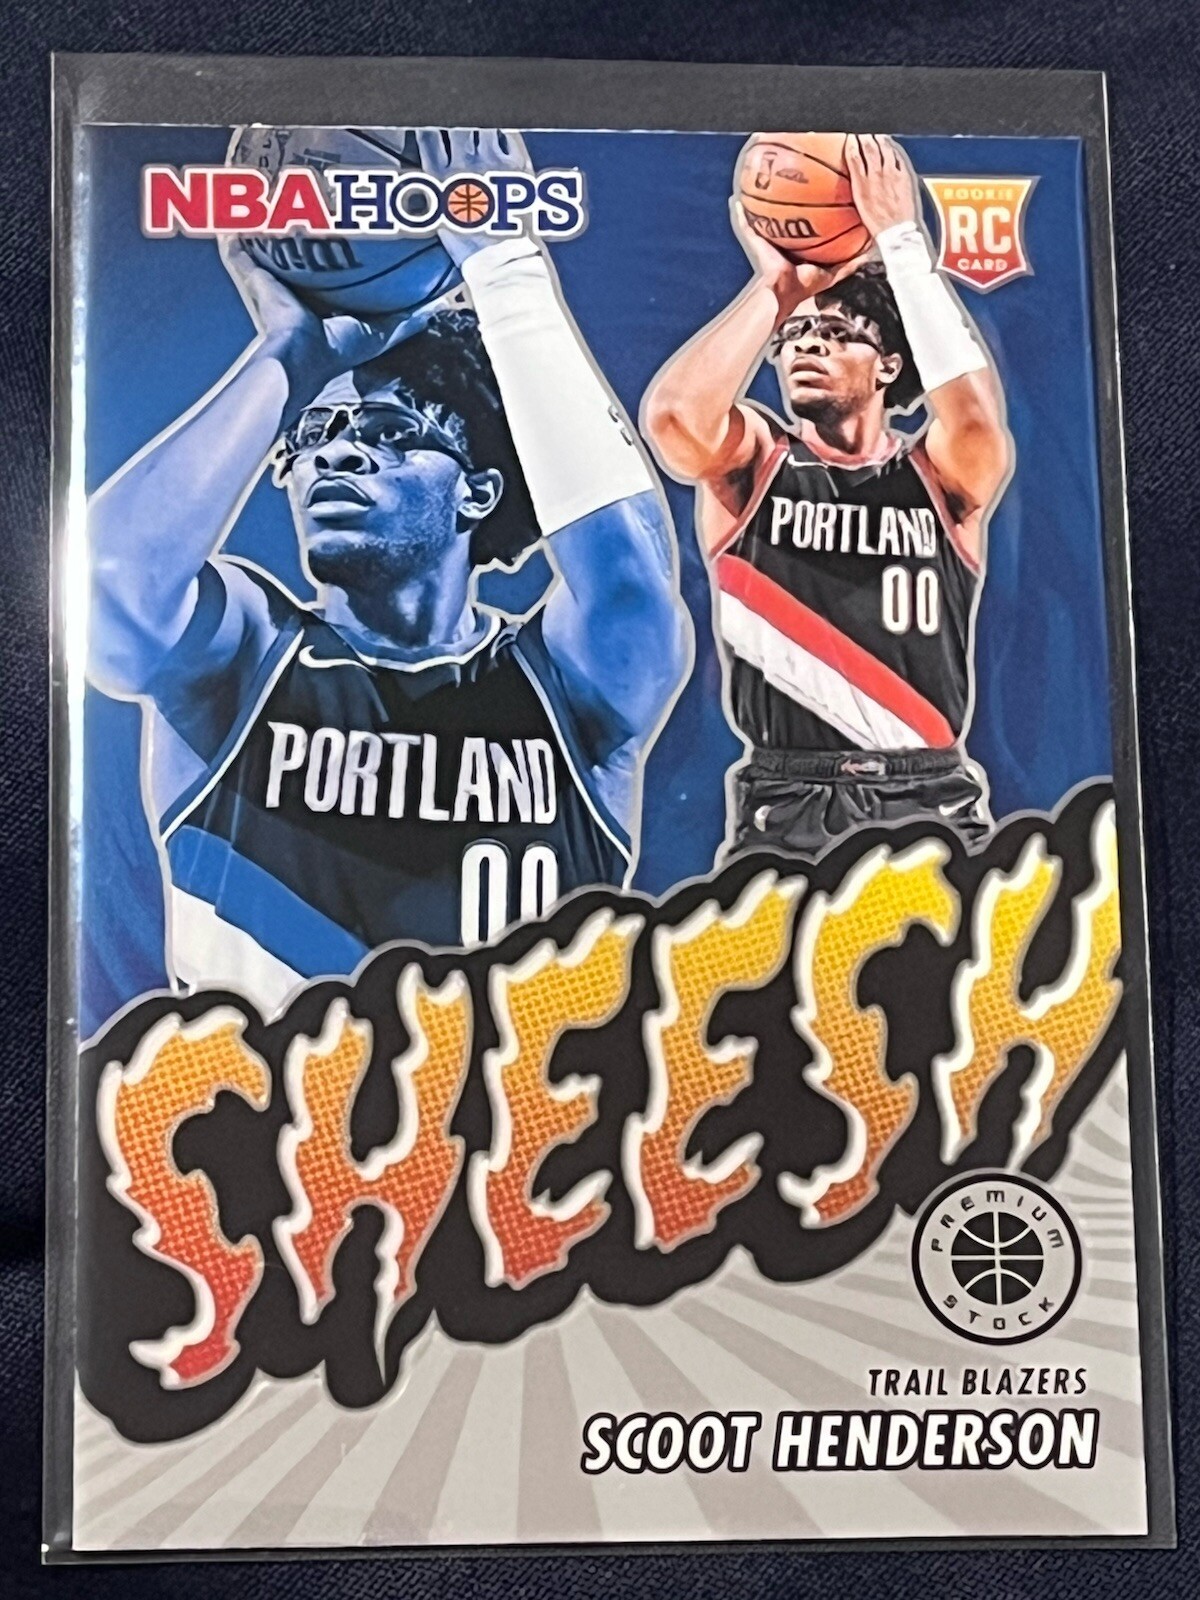 NBA HOOPS
ROOKIE
RC
CARD
PORTLAND
00
PORTLAND
00
SHEESH
PREMIUM
STOCK
TRAIL BLAZERS
SCOOT HENDERSON